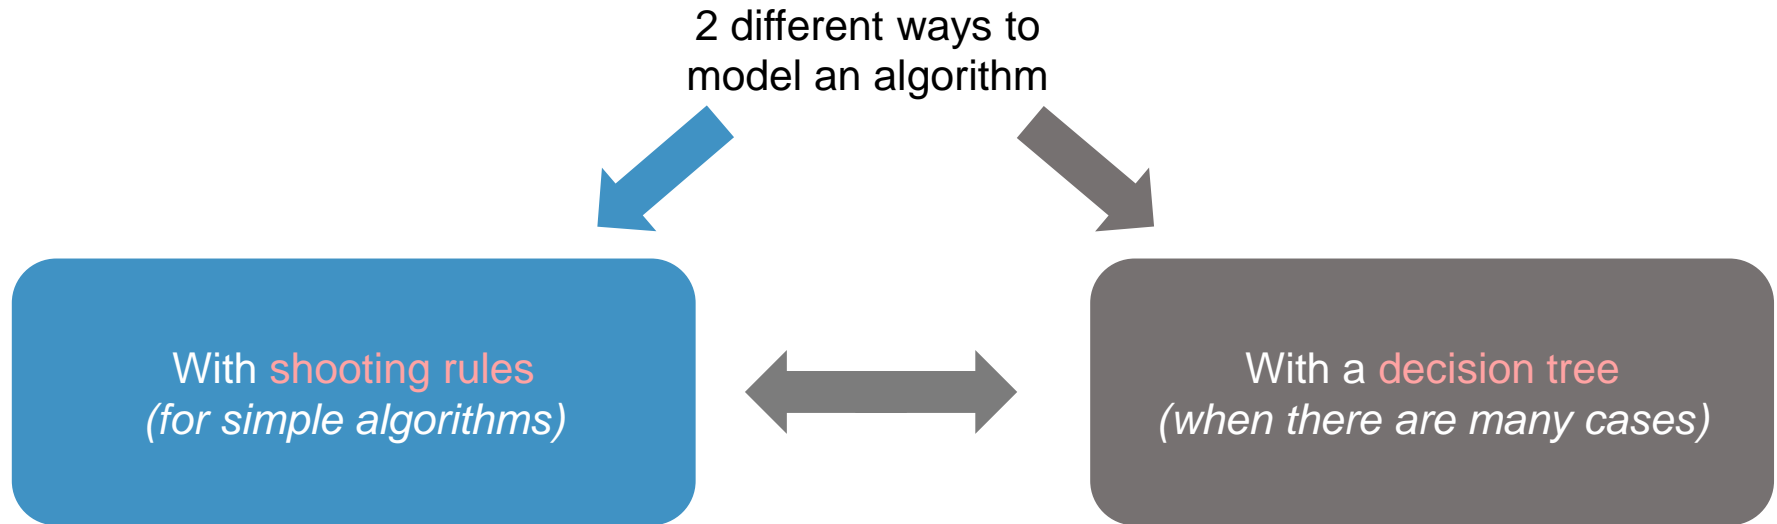 2 different ways to
model an algorithm
With shooting rules
(for simple algorithms)
With a decision tree
(when there are many cases)